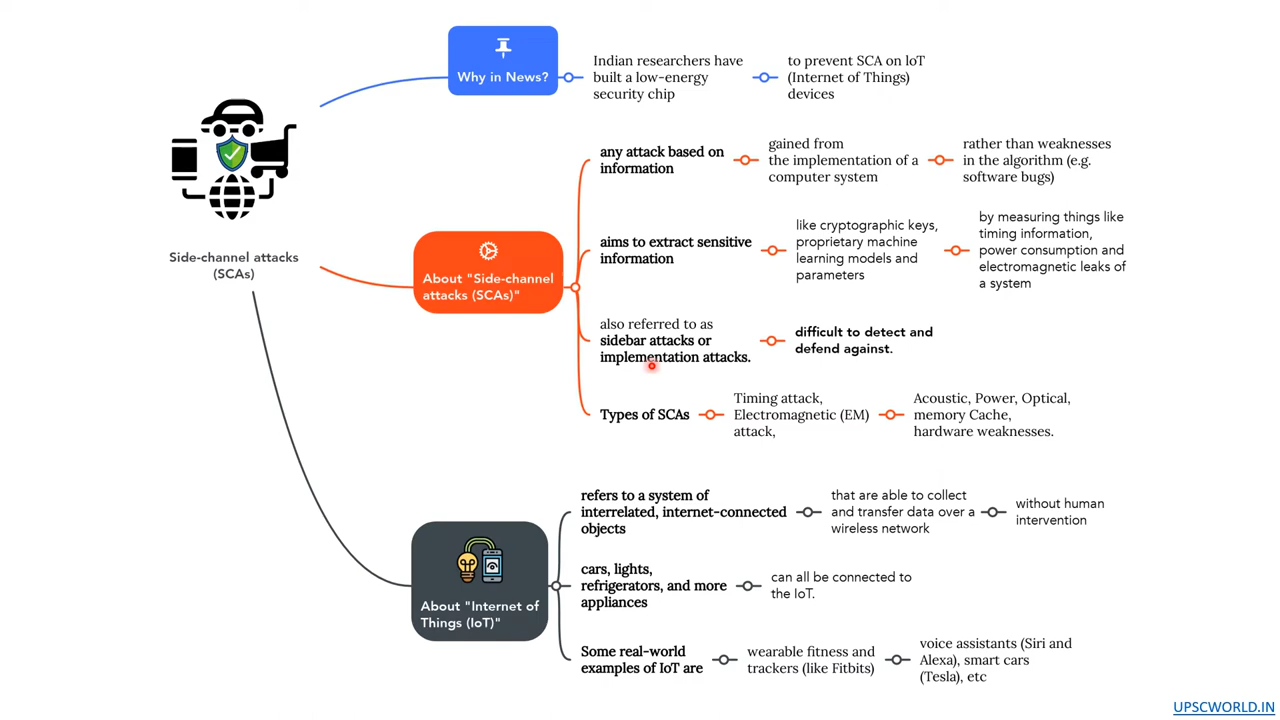 Side-channel attacks
(SCAs)
Why in News?
Indian researchers have
built a low-energy
security chip
to prevent SCA on IoT
(Internet of Things)
devices
About "Side-channel
attacks (SCAs)"
any attack based on
information
gained from
the implementation of a
computer system
rather than weaknesses
in the algorithm (e.g.
software bugs)
aims to extract sensitive
information
like cryptographic keys,
proprietary machine
learning models and
parameters
by measuring things like
timing information,
power consumption and
electromagnetic leaks of
a system
also referred to as
sidebar attacks or
implementation attacks.
difficult to detect and
defend against.
Types of SCAs
Timing attack,
Electromagnetic (EM)
attack,
Acoustic, Power, Optical,
memory Cache,
hardware weaknesses.
About "Internet of
Things (IoT)"
refers to a system of
interrelated, internet-connected
objects
that are able to collect
and transfer data over a
wireless network
without human
intervention
cars, lights,
refrigerators, and more
appliances
can all be connected to
the IoT.
Some real-world
examples of IoT are
wearable fitness and
trackers (like Fitbits)
voice assistants (Siri and
Alexa), smart cars
(Tesla), etc
UPSCWORLD.IN